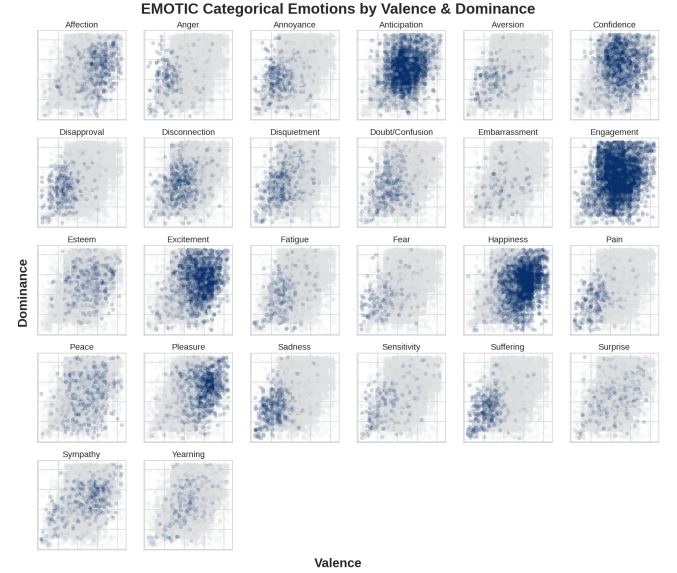 EMOTIC Categorical Emotions by Valence & Dominance
Affection Anger Annoyance Anticipation Aversion Confidence
Disapproval Disconnection Disquietment Doubt/Confusion Embarrassment Engagement
Esteem Excitement Fatigue Fear Happiness Pain
Dominance
Peace Pleasure Sadness Sensitivity Suffering Surprise
Sympathy Yearning
Valence